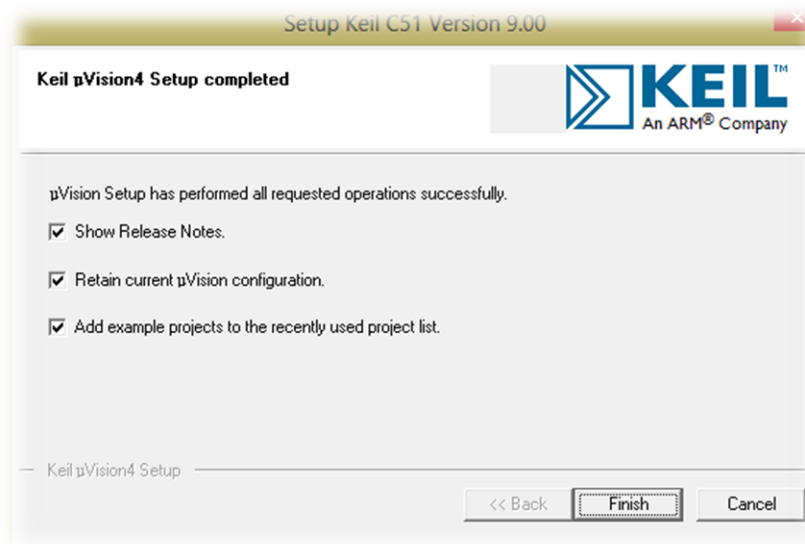 Setup Keil C51 Version 9.00
Keil µVision4 Setup completed
KEIL™
An ARM® Company
µVision Setup has performed all requested operations successfully.
Show Release Notes.
Retain current µVision configuration.
Add example projects to the recently used project list.
Keil µVision4 Setup
<< Back
Finish
Cancel